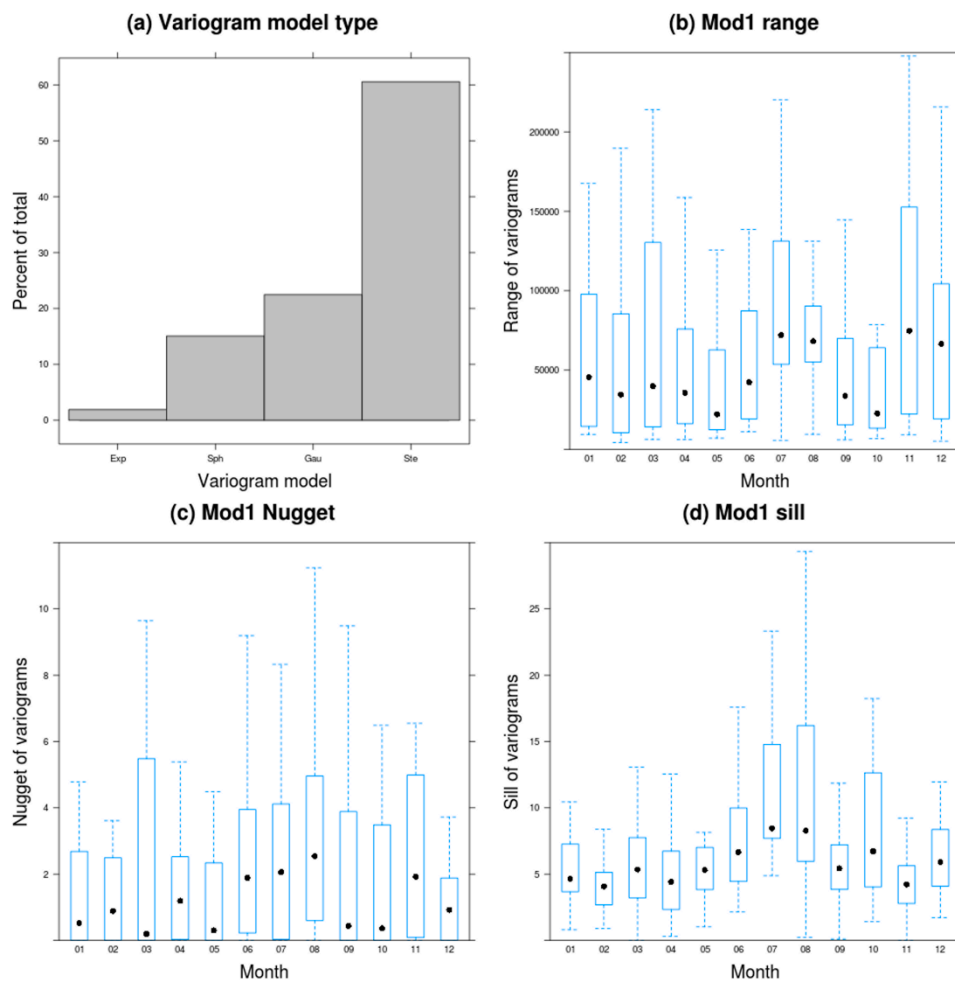 (a) Variogram model type
Percent of total
60
50
40
30
20
10
0
Exp Sph Gau Ste
Variogram model
(b) Mod1 range
Range of variograms
200000
150000
100000
50000
01 02 03 04 05 06 07 08 09 10 11 12
Month
(c) Mod1 Nugget
Nugget of variograms
10
8
6
4
2
01 02 03 04 05 06 07 08 09 10 11 12
Month
(d) Mod1 sill
Sill of variograms
25
20
15
10
5
01 02 03 04 05 06 07 08 09 10 11 12
Month